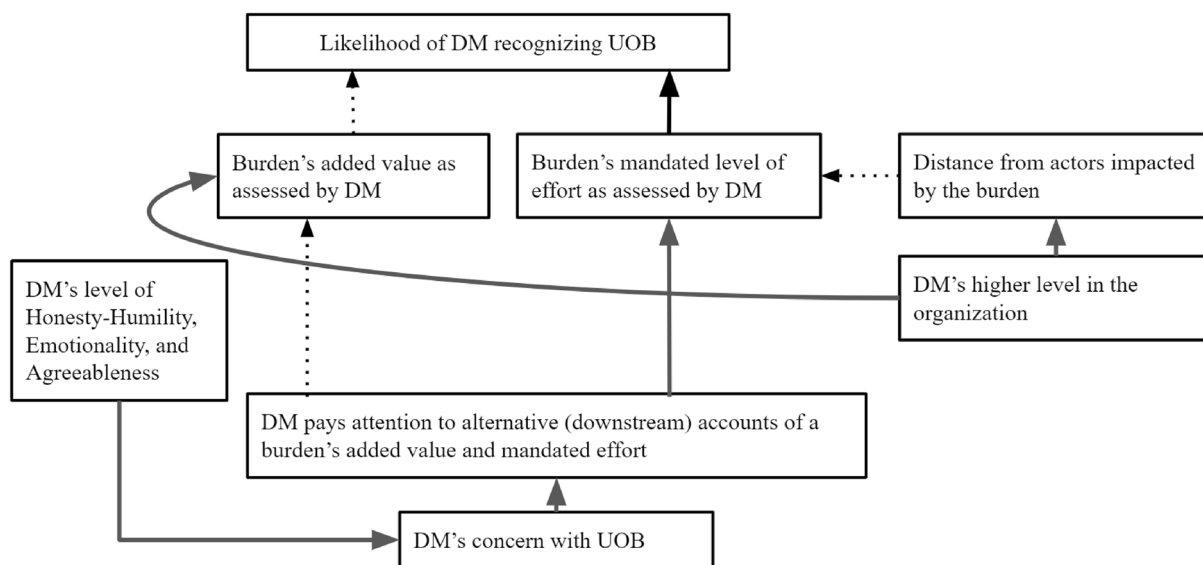 Likelihood of DM recognizing UOB
Burden’s added value as
assessed by DM
Burden’s mandated level of
effort as assessed by DM
Distance from actors impacted
by the burden
DM’s level of
Honesty-Humility,
Emotionality, and
Agreeableness
DM’s higher level in the
organization
DM pays attention to alternative (downstream) accounts of a
burden’s added value and mandated effort
DM’s concern with UOB